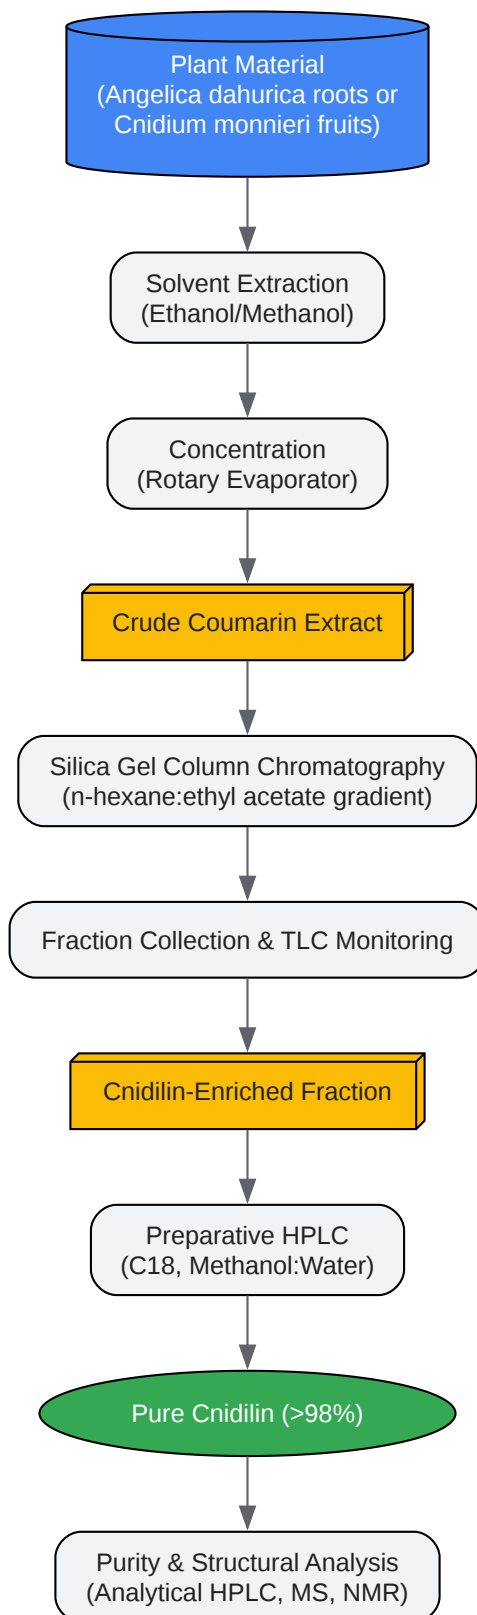 Plant Material
(Angelica dahurica roots or
Cnidium monnieri fruits)
Solvent Extraction
(Ethanol/Methanol)
Concentration
(Rotary Evaporator)
Crude Coumarin Extract
Silica Gel Column Chromatography
(n-hexane:ethyl acetate gradient)
Fraction Collection & TLC Monitoring
Cnidilin-Enriched Fraction
Preparative HPLC
(C18, Methanol:Water)
Pure Cnidilin (>98%)
Purity & Structural Analysis
(Analytical HPLC, MS, NMR)